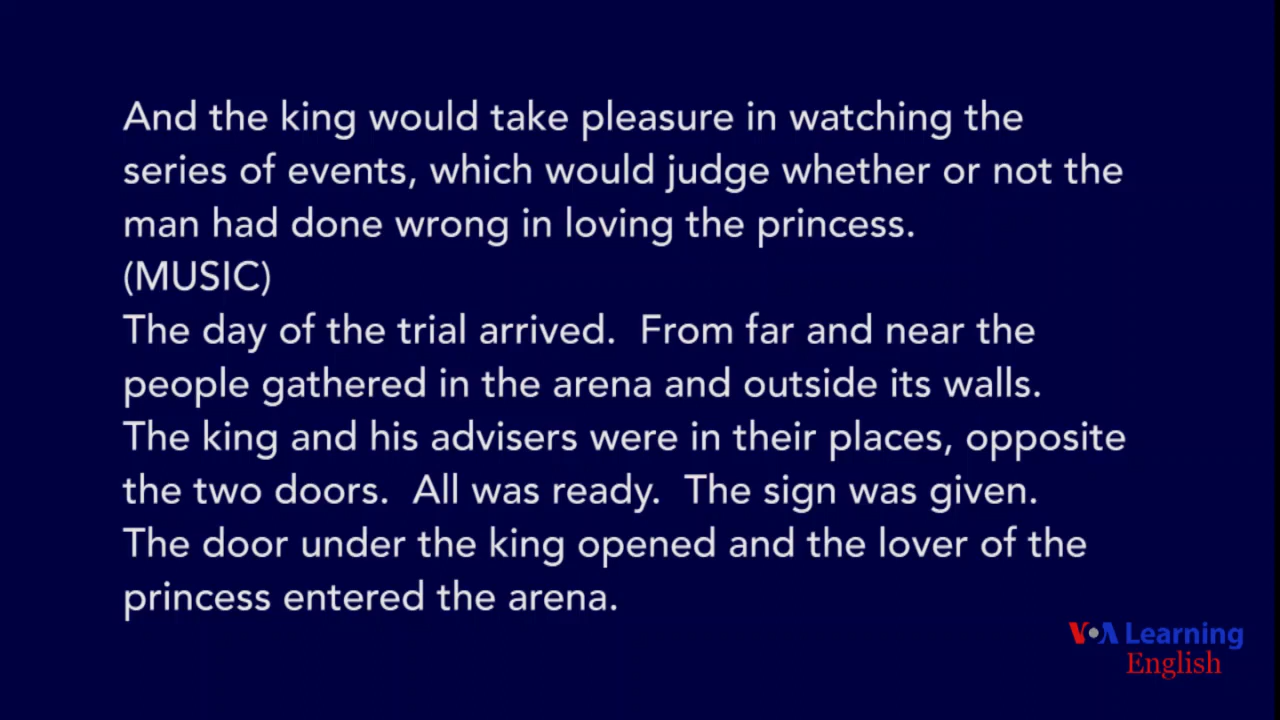 And the king would take pleasure in watching the
series of events, which would judge whether or not the
man had done wrong in loving the princess.
(MUSIC)
The day of the trial arrived.  From far and near the
people gathered in the arena and outside its walls.
The king and his advisers were in their places, opposite
the two doors.  All was ready.  The sign was given.
The door under the king opened and the lover of the
princess entered the arena.
VOA Learning
English